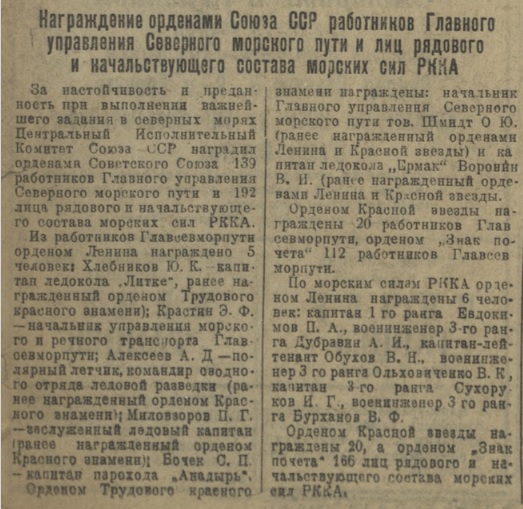 Награждение орденами Союза ССР работников Главного
управления Северного морского пути и лиц рядового
и начальствующего состава морских сил РККА
За настойчивость и предан-
ность при выполнении важней-
шего задания в северных морях
Центральный Исполнительный
Комитет Союза ССР наградил
орденами Советского Союза 139
работников Главного управления
Северного морского пути и 192
лица рядового и начальствующе-
го состава морских сил РККА.
Из работников Главсевморпути
орденом Ленина награждено 5
человек: Хлебников Ю. К.—капи-
тан ледокола „Литке", ранее на-
гражденный орденом Трудового
красного знамени); Крастин Э. Ф.
—начальник управления морско-
го и речного транспорта Глав-
севморпути; Алексеев А. Д—по-
лярный летчик, командир сводно-
го отряда ледовой разведки (ра-
нее награжденный орденом Крас-
ного знамени); Миловзоров П. Г.
—заслуженный ледовый капитан
(ранее награжденный орденом
Красного знамени); Бочек С. П.
—капитан парохода „Анадырь".
Орденом Трудового красного
знамени награждены: начальник
Главного управления Северного
морского пути тов. Шмидт О Ю.
(ранее награжденный орденами
Ленина и Красной звезды) и ка
питан ледокола „Ермак" Воронин
В. И. (ранее награжденный орде-
нами Ленина и Красной звезды.
Орденом Красной звезды на-
граждены 20 работников Глав
севморпути, орденом „Знак по-
чета" 112 работников Главсев
морпути.
По морским силам РККА орде-
ном Ленина награждены 6 чело-
век: капитан 1-го ранга Евдоки-
мов П. А., военинженер 3-го ран-
га Дубравин А. И., капитан-лей-
тенант Обухов В. Н., военинже-
нер 3-го ранга Ольховиченко В. К,
капитан 3-го ранга Сухору-
ков И. Г., военинженер 3-го ран-
га Бурханов В. Ф.
Орденом Красной звезды на-
граждены 20, а орденом „Знак
почета" 166 лиц рядового и на-
чальствующего состава морских
сил РККА.